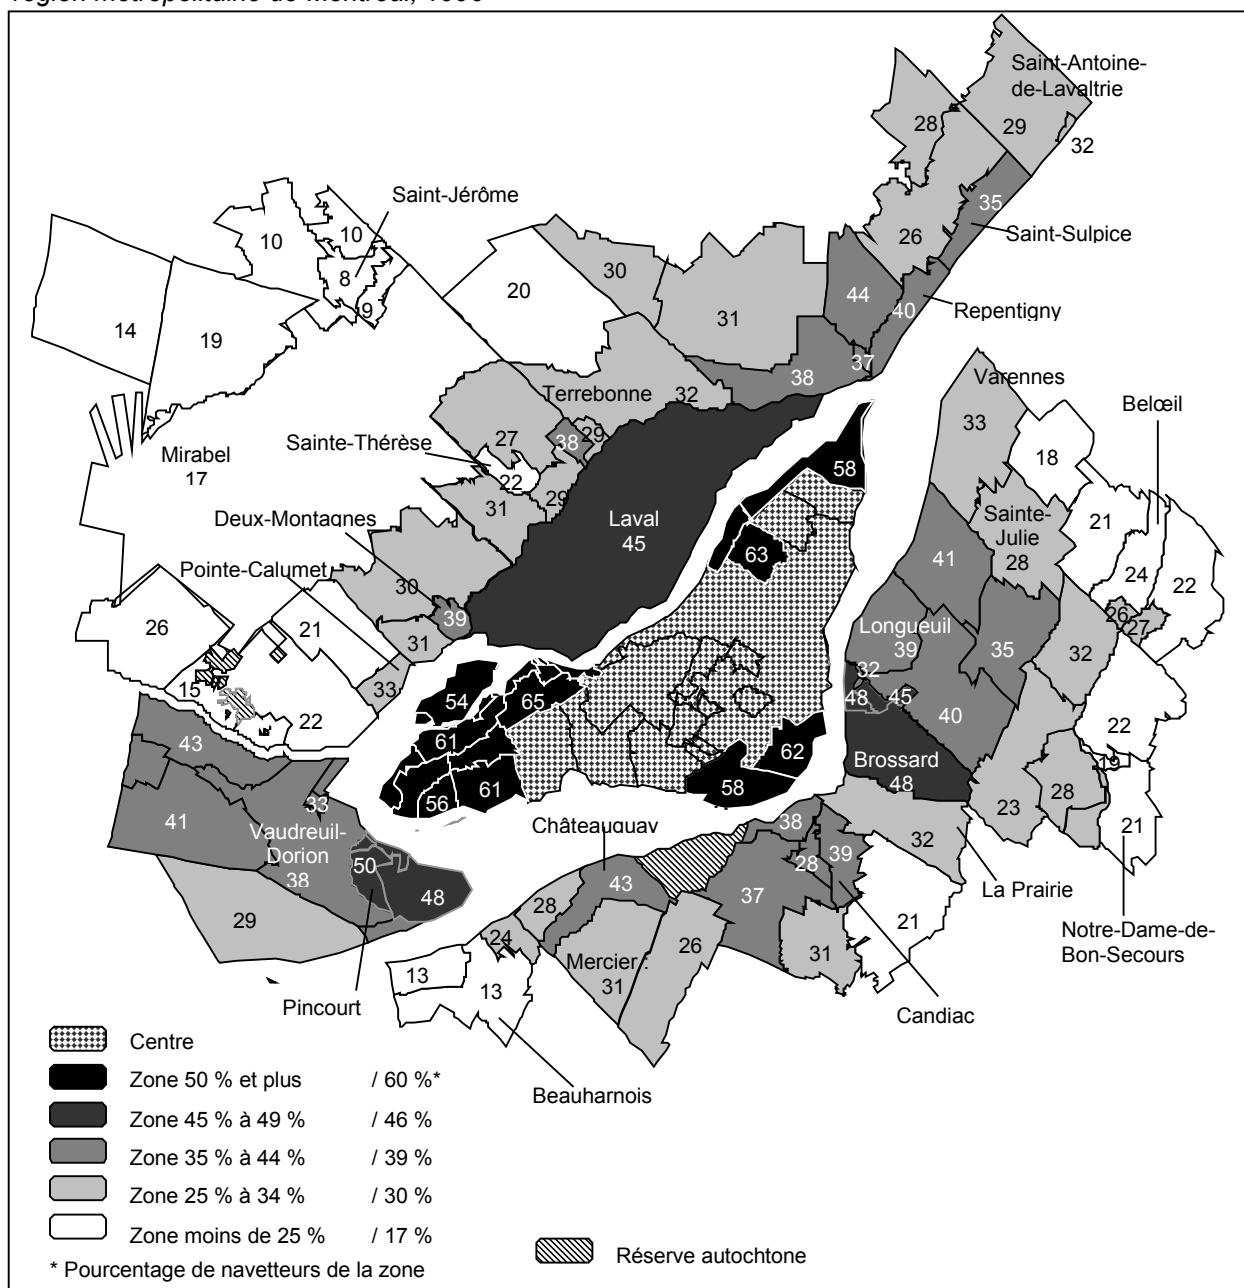 Saint-Antoine-
de-Lavaltrie
28
29
32
Saint-Jérôme
35
10
10
Saint-Sulpice
26
8
30
20
44
9
14
19
31
40
Repentigny
37
38
Varennes
Terrebonne
32
Belœil
33
Sainte-Thérèse
27
38
29
Mirabel
17
18
22
58
29
31
Laval
45
Deux-Montagnes
Sainte-
Julie
28
21
63
41
Pointe-Calumet
24
22
30
39
26
21
26
27
Longueuil
39
31
35
32
32
15
33
54
65
48
45
22
40
22
43
61
62
Brossard
48
19
33
56
61
58
28
23
41
Châteauguay
38
21
Vaudreuil-
Dorion
38
32
50
28
39
La Prairie
48
43
37
29
28
21
Notre-Dame-de-
Bon-Secours
24
26
31
Mercier :
31
13
13
Pincourt
Candiac
Centre
Zone 50 % et plus / 60 %*
Beauharnois
Zone 45 % à 49 % / 46 %
Zone 35 % à 44 % / 39 %
Zone 25 % à 34 % / 30 %
Zone moins de 25 % / 17 %
Réserve autochtone
* Pourcentage de navetteurs de la zone